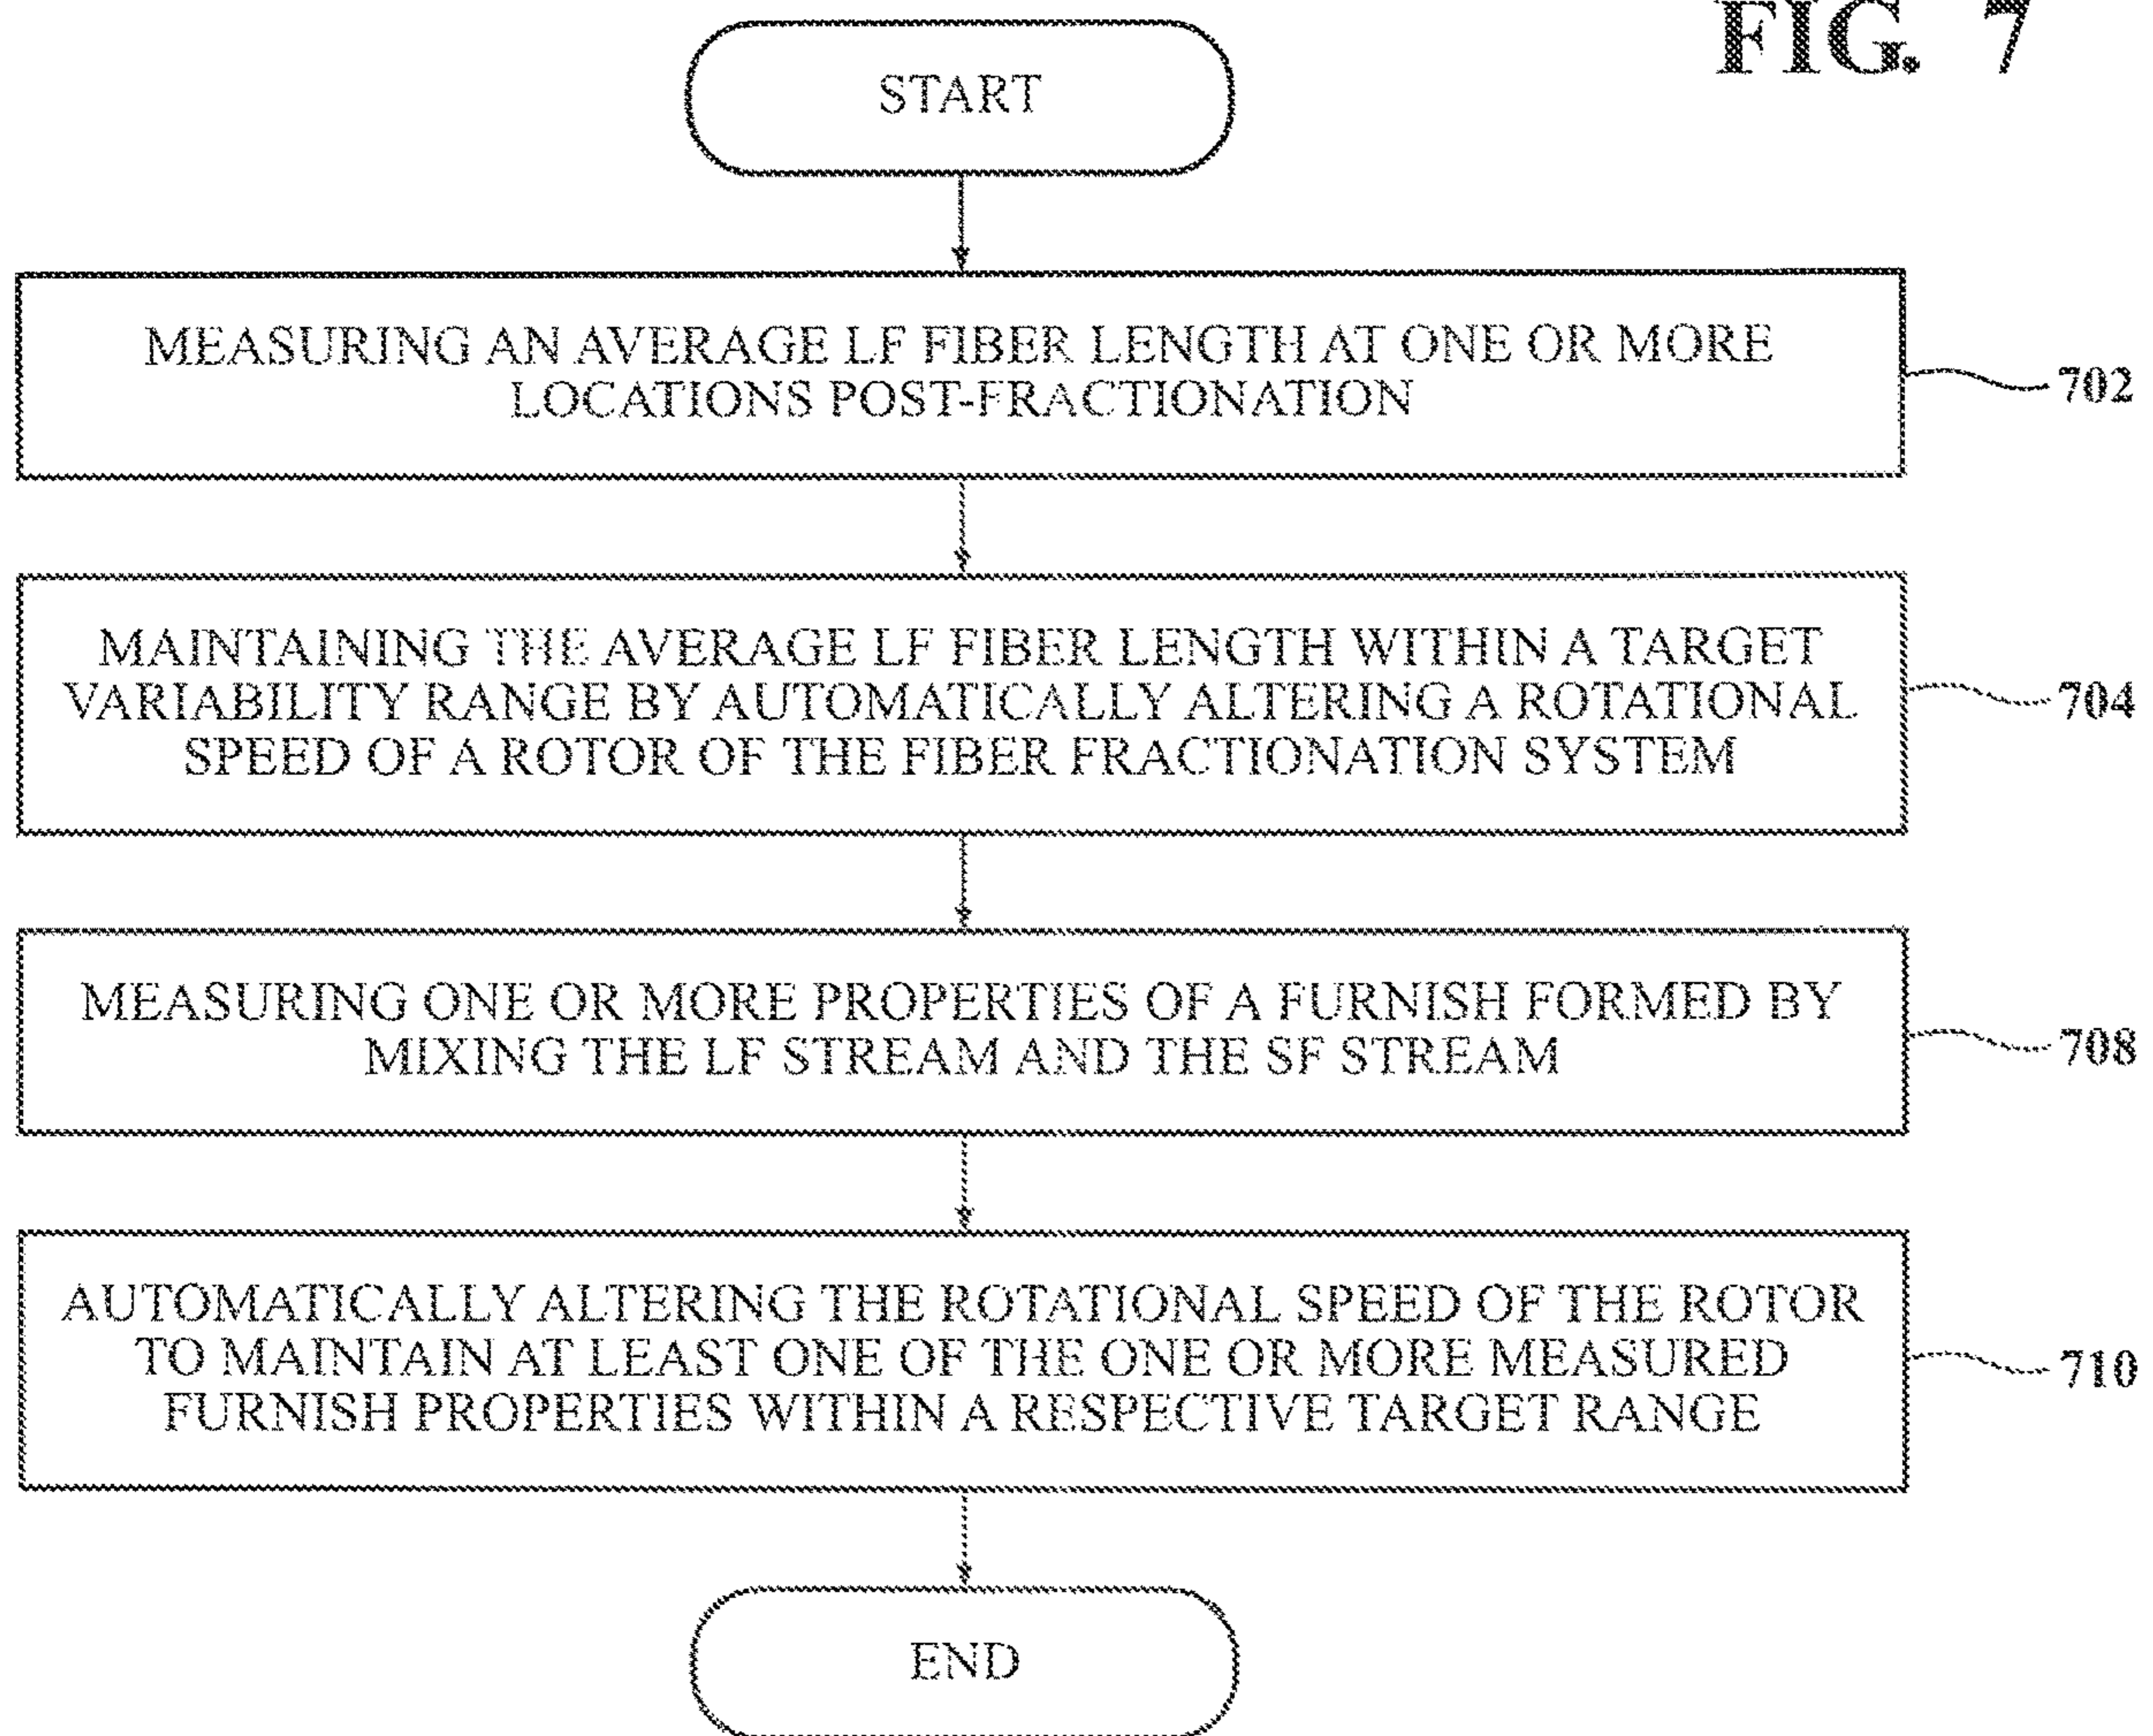 FIG. 7
START
MEASURING AN AVERAGE LF FIBER LENGTH AT ONE OR MORE
LOCATIONS POST-FRACTIONATION
702
MAINTAINING THE AVERAGE LF FIBER LENGTH WITHIN A TARGET
VARIABILITY RANGE BY AUTOMATICALLY ALTERING A ROTATIONAL
SPEED OF A ROTOR OF THE FIBER FRACTIONATION SYSTEM
704
MEASURING ONE OR MORE PROPERTIES OF A FURNISH FORMED BY
MIXING THE LF STREAM AND THE SF STREAM
708
AUTOMATICALLY ALTERING THE ROTATIONAL SPEED OF THE ROTOR
TO MAINTAIN AT LEAST ONE OF THE ONE OR MORE MEASURED
FURNISH PROPERTIES WITHIN A RESPECTIVE TARGET RANGE
710
END